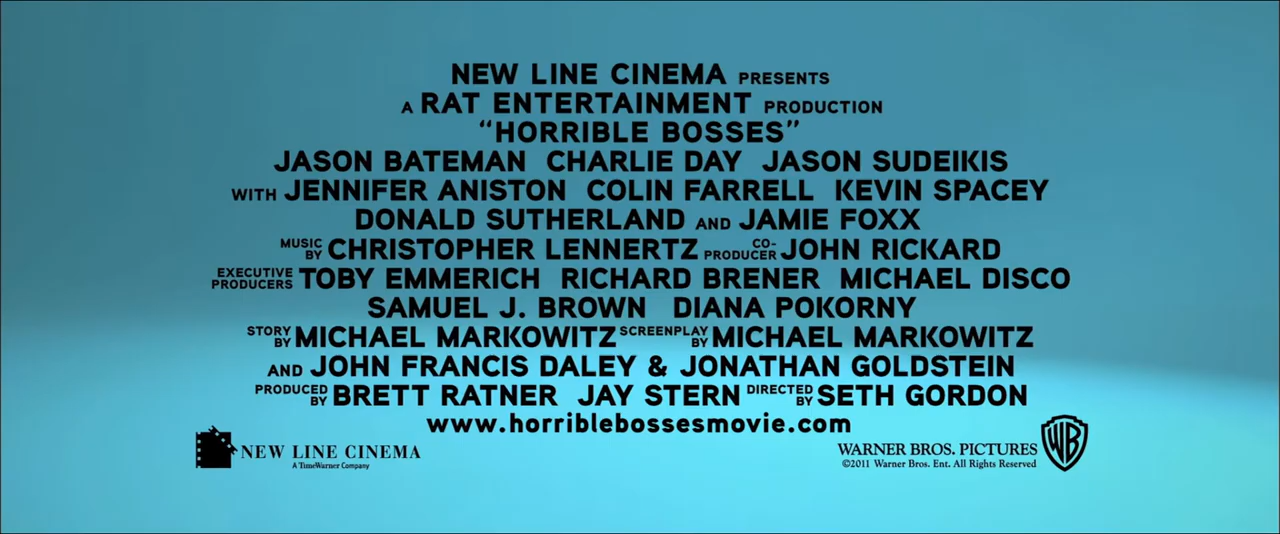 NEW LINE CINEMA PRESENTS
A RAT ENTERTAINMENT PRODUCTION
“HORRIBLE BOSSES”
JASON BATEMAN CHARLIE DAY JASON SUDEIKIS
WITH JENNIFER ANISTON COLIN FARRELL KEVIN SPACEY
DONALD SUTHERLAND AND JAMIE FOXX
MUSIC BY CHRISTOPHER LENNERTZ CO-PRODUCER JOHN RICKARD
EXECUTIVE PRODUCERS TOBY EMMERICH RICHARD BRENER MICHAEL DISCO
SAMUEL J. BROWN DIANA POKORNY
STORY BY MICHAEL MARKOWITZ SCREENPLAY BY MICHAEL MARKOWITZ
AND JOHN FRANCIS DALEY & JONATHAN GOLDSTEIN
PRODUCED BY BRETT RATNER JAY STERN DIRECTED BY SETH GORDON
www.horriblebossesmovie.com
NEW LINE CINEMA
A TimeWarner Company
WARNER BROS. PICTURES
©2011 Warner Bros. Ent. All Rights Reserved
WB